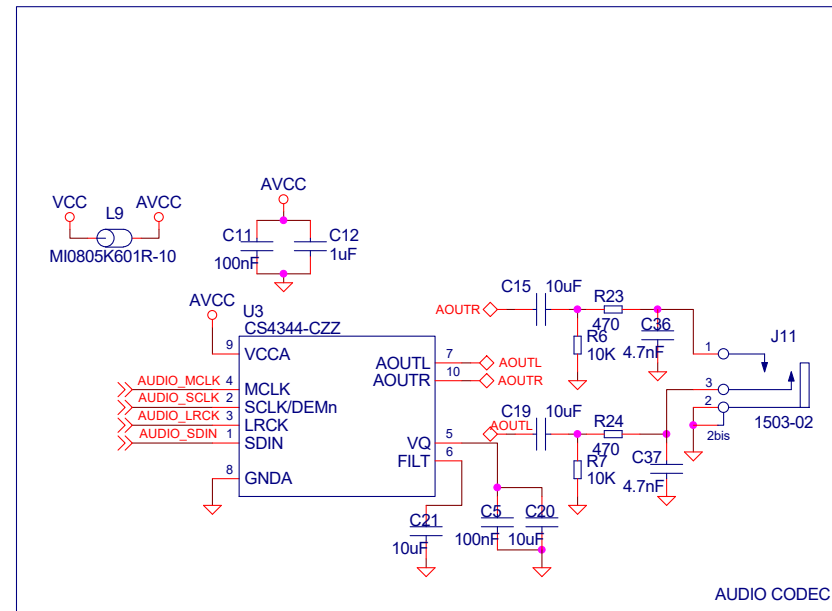 AVCC
VCC
L9
AVCC
MI0805K601R-10
C11
100nF
C12
1uF
AVCC
U3
CS4344-CZZ
9
VCCA
AUDIO_MCLK
4
MCLK
AUDIO_SCLK
2
SCLK/DEMn
AUDIO_LRCK
3
LRCK
AUDIO_SDIN
1
SDIN
8
GNDA
AOUTL
7
AOUTL
AOUTR
10
AOUTR
VQ
5
FILT
6
C21
10uF
C5
100nF
C20
10uF
AOUTR
C15
10uF
R23
470
R6
10K
C36
4.7nF
AOUTL
C19
10uF
R24
470
R7
10K
C37
4.7nF
J11
1
3
2
2bis
1503-02
AUDIO CODEC